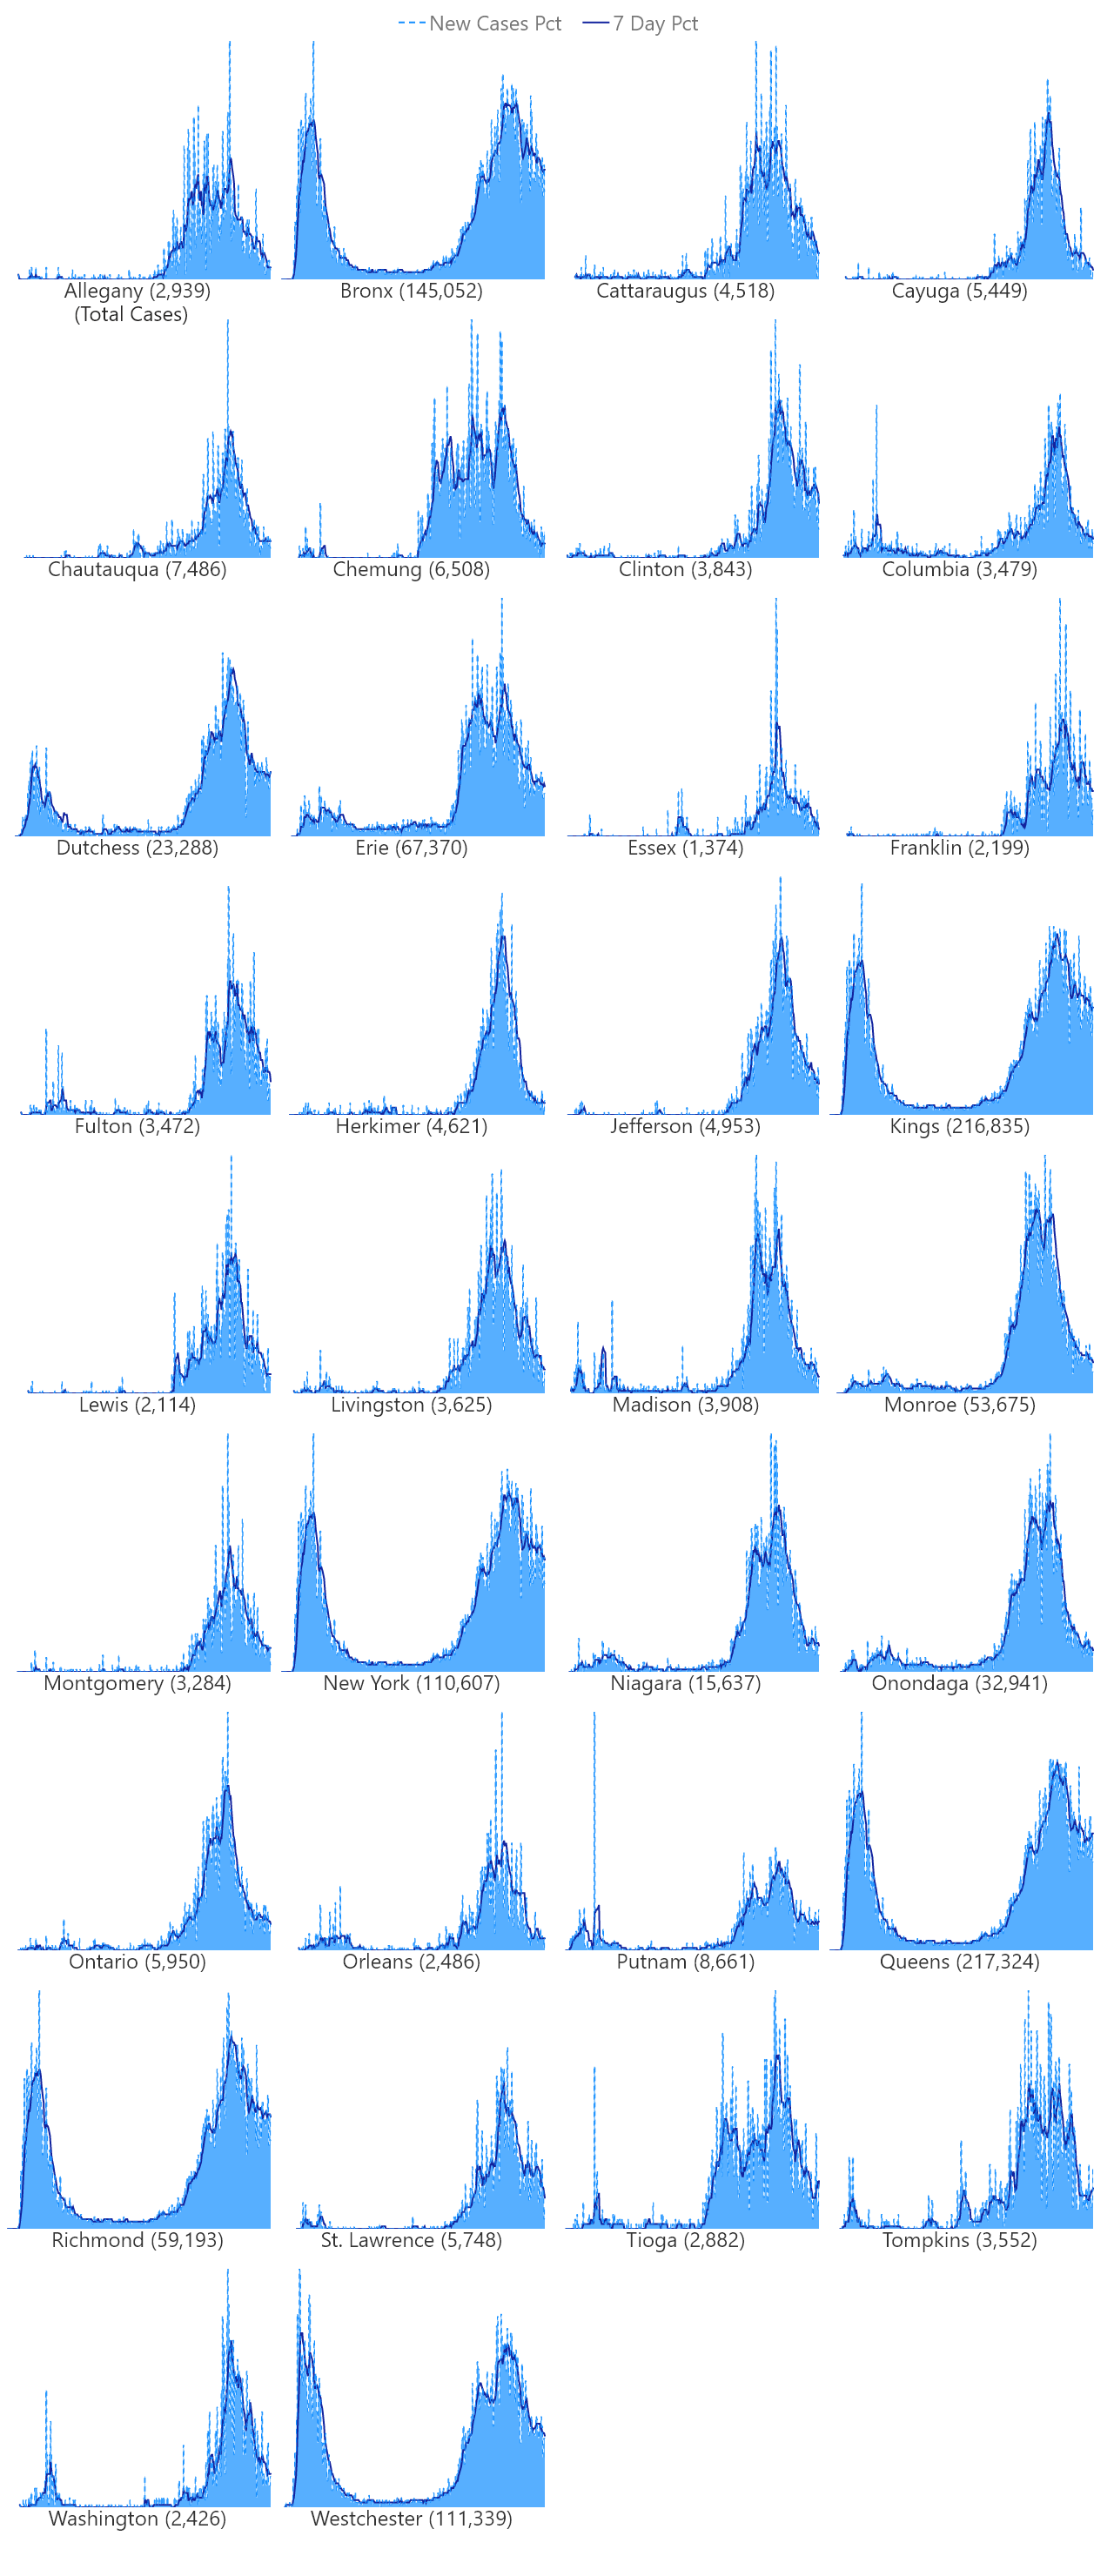 New Cases Pct 7 Day Pct
Allegany (2,939) Bronx (145,052) Cattaraugus (4,518) Cayuga (5,449)
(Total Cases)
Chautauqua (7,486) Chemung (6,508) Clinton (3,843) Columbia (3,479)
Dutchess (23,288) Erie (67,370) Essex (1,374) Franklin (2,199)
Fulton (3,472) Herkimer (4,621) Jefferson (4,953) Kings (216,835)
Lewis (2,114) Livingston (3,625) Madison (3,908) Monroe (53,675)
Montgomery (3,284) New York (110,607) Niagara (15,637) Onondaga (32,941)
Ontario (5,950) Orleans (2,486) Putnam (8,661) Queens (217,324)
Richmond (59,193) St. Lawrence (5,748) Tioga (2,882) Tompkins (3,552)
Washington (2,426) Westchester (111,339)